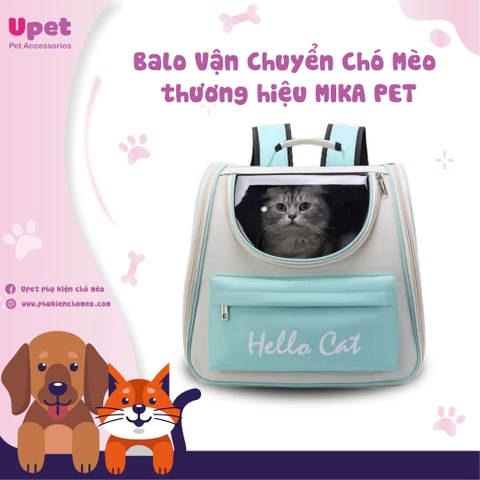 Upet
Pet Accessories
Balo Vận Chuyển Chó Mèo
thương hiệu MIKA PET
Hello Cat
Upet phụ kiện chó mèo
www.phukienchomeo.com